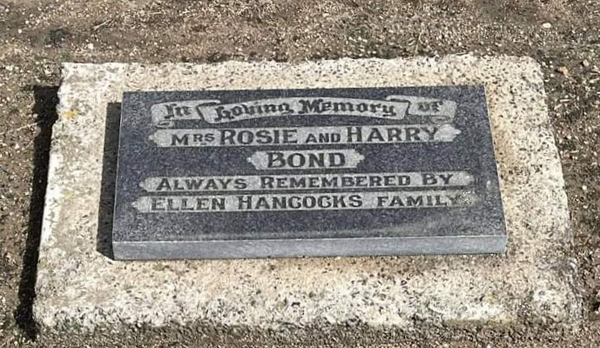 In Loving Memory of
MRS ROSIE AND HARRY
BOND
ALWAYS REMEMBERED BY
ELLEN HANCOCKS FAMILY